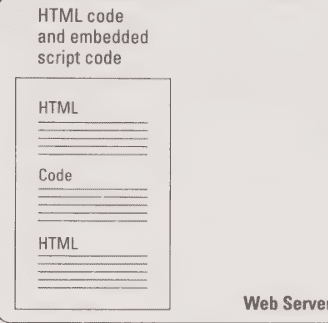 HTML code
and embedded
script code
HTML
Code
HTML
Web Server